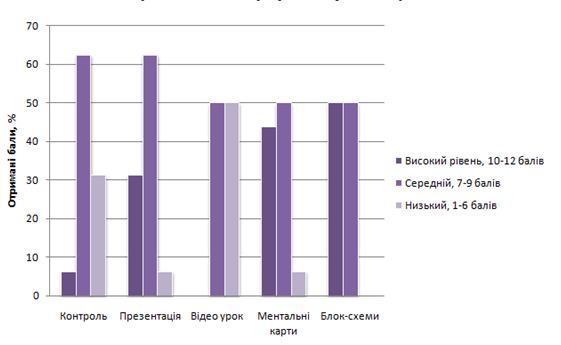 70
60
50
40
30
20
10
0
Отримані бали, %
Контроль
Презентація
Відео урок
Ментальні
карти
Блок-схеми
Високий рівень, 10-12 балів
Середній, 7-9 балів
Низький, 1-6 балів